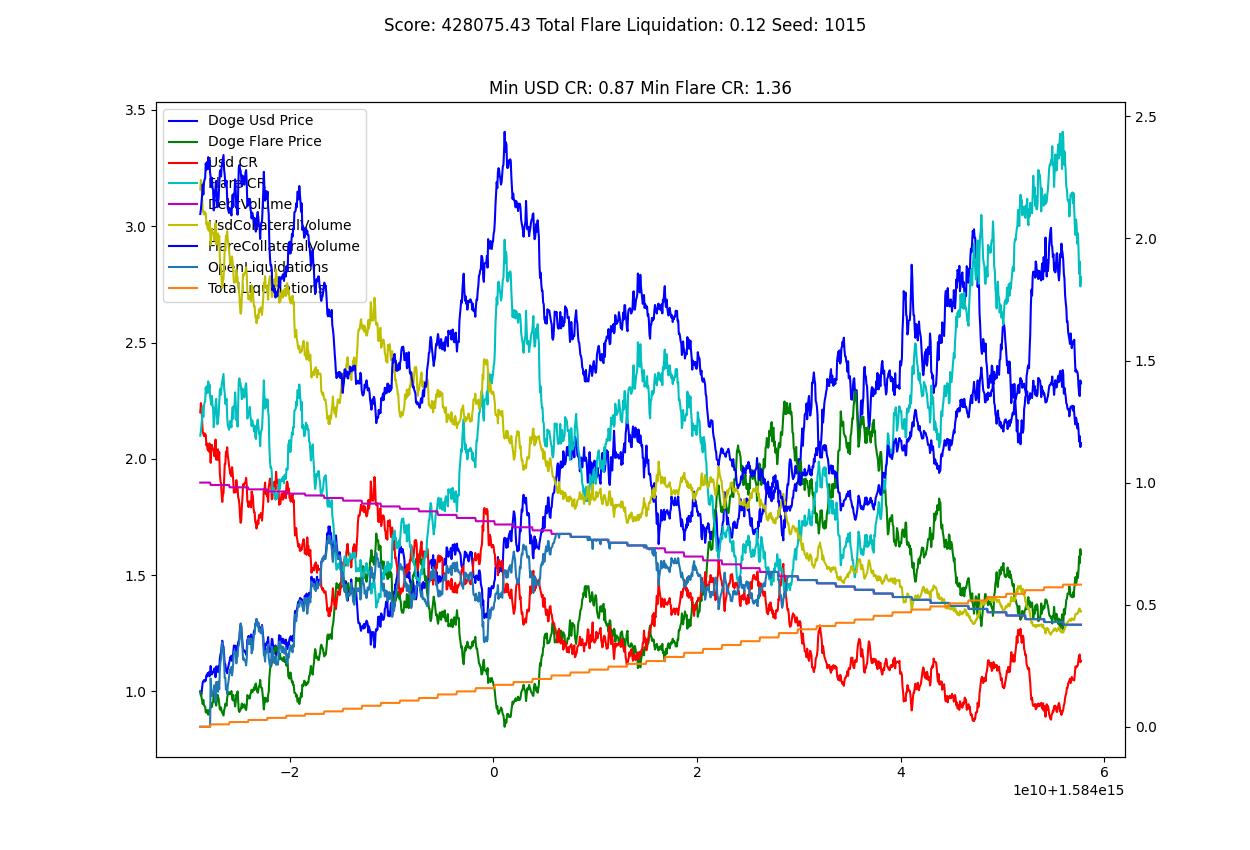 Score: 428075.43 Total Flare Liquidation: 0.12 Seed: 1015
Min USD CR: 0.87 Min Flare CR: 1.36
Doge Usd Price
Doge Flare Price
Usd CR
Flare CR
DebtVolume
UsdCollateralVolume
FlareCollateralVolume
OpenLiquidations
TotalLiquidations
3.5
3.0
2.5
2.0
1.5
1.0
2.5
2.0
1.5
1.0
0.5
0.0
−2
0
2
4
6
1e10+1.584e15